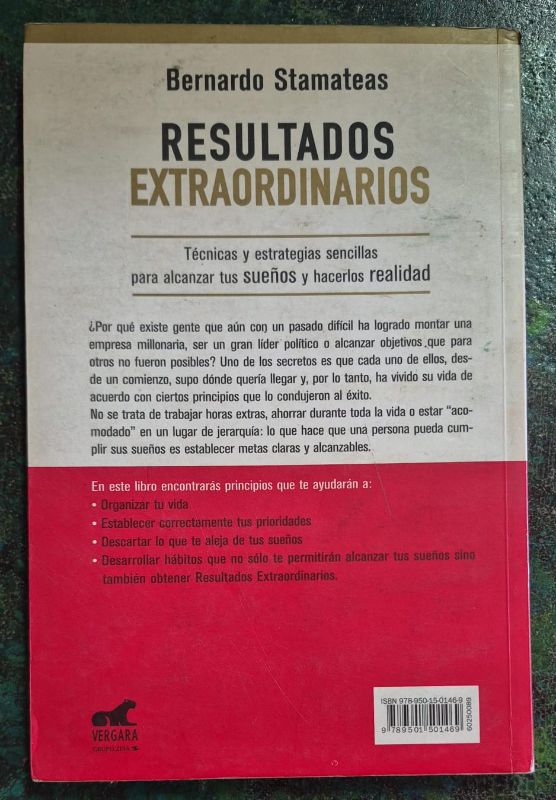 Bernardo Stamateas
RESULTADOS
EXTRAORDINARIOS
Técnicas y estrategias sencillas
para alcanzar tus sueños y hacerlos realidad
¿Por qué existe gente que aún con un pasado difícil ha logrado montar una
empresa millonaria, ser un gran líder político o alcanzar objetivos que para
otros no fueron posibles? Uno de los secretos es que cada uno de ellos, des-
de un comienzo, supo dónde quería llegar y, por lo tanto, ha vivido su vida de
acuerdo con ciertos principios que lo condujeron al éxito.
No se trata de trabajar horas extras, ahorrar durante toda la vida o estar “aco-
modado” en un lugar de jerarquía: lo que hace que una persona pueda cum-
plir sus sueños es establecer metas claras y alcanzables.
En este libro encontrarás principios que te ayudarán a:
• Organizar tu vida
• Establecer correctamente tus prioridades
• Descartar lo que te aleja de tus sueños
• Desarrollar hábitos que no sólo te permitirán alcanzar tus sueños sino
también obtener Resultados Extraordinarios.
VERGARA
GRUPO ZETA
ISBN 978-950-15-0146-9
9 789501 501469
60250089